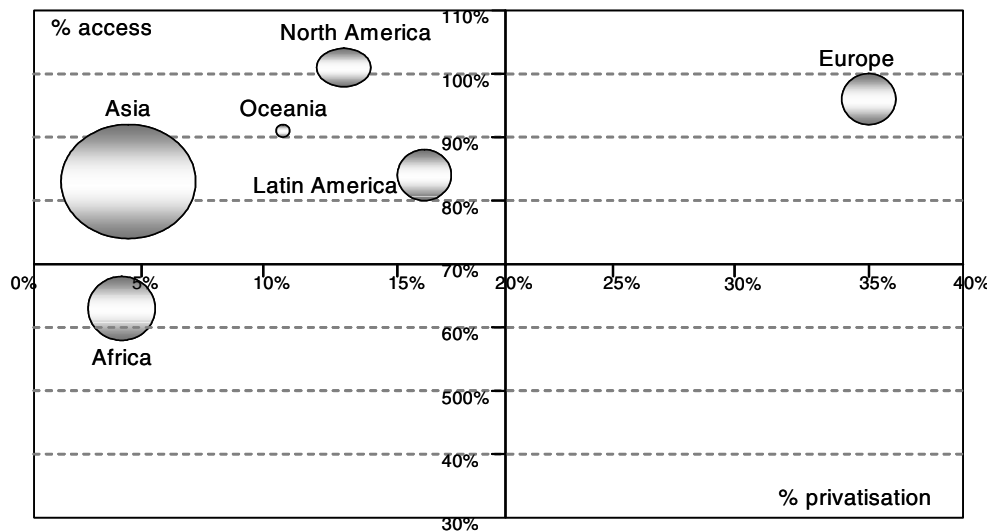 110%
% access
North America
Europe
100%
Asia
Oceania
90%
Latin America
80%
70%
0%
5%
10%
15%
20%
25%
30%
35%
40%
60%
Africa
500%
40%
% privatisation
30%